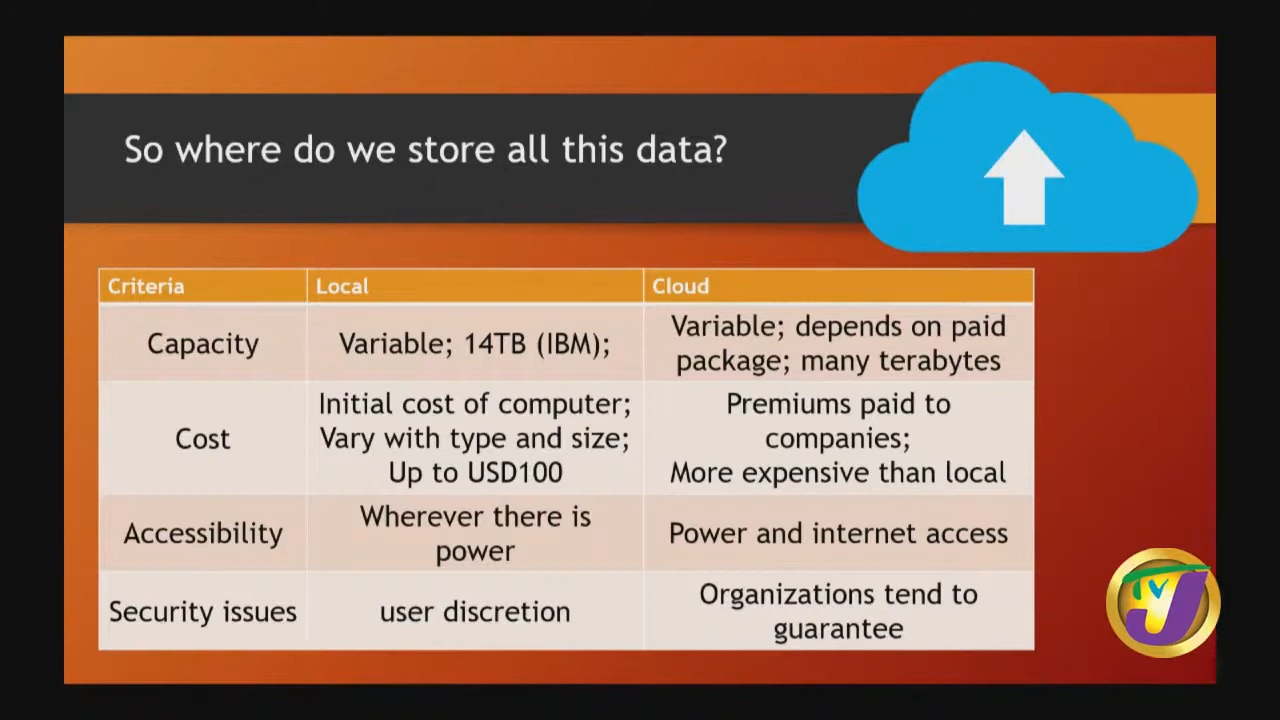 So where do we store all this data?
Criteria
Local
Cloud
Capacity
Variable; 14TB (IBM);
Variable; depends on paid
package; many terabytes
Cost
Initial cost of computer;
Vary with type and size;
Up to USD100
Premiums paid to
companies;
More expensive than local
Accessibility
Wherever there is
power
Power and internet access
Security issues
user discretion
Organizations tend to
guarantee
TVJ